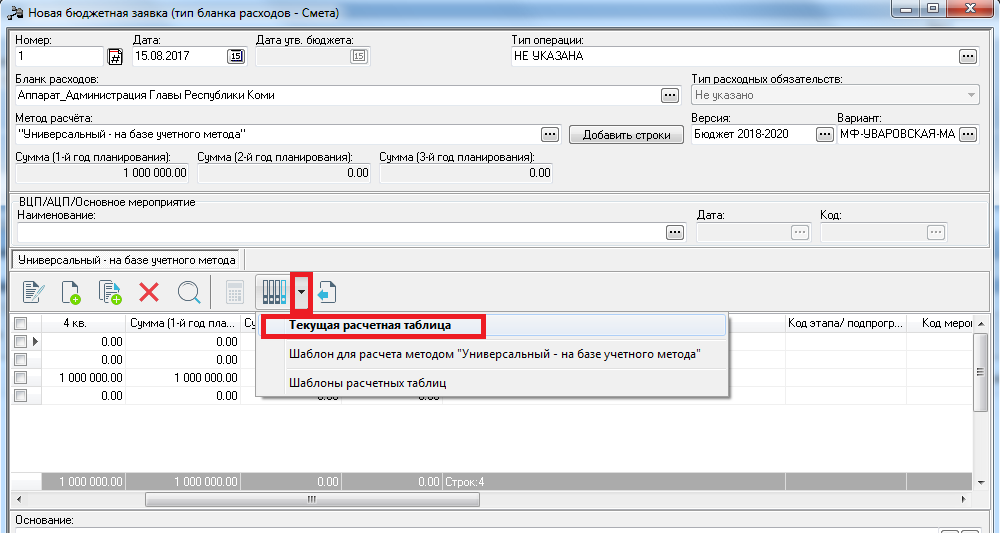 Новая бюджетная заявка (тип бланка расходов - Смета)
Номер: Дата: Дата утв. бюджета: Тип операции:
1 15.08.2017 15 15 НЕ УКАЗАНА
Бланк расходов: Тип расходных обязательств:
Аппарат_Администрация Главы Республики Коми Не указано
Метод расчёта: Версия: Вариант:
"Универсальный - на базе учетного метода" Добавить строки Бюджет 2018-2020 МФ-УВАРОВСКАЯ-МА
Сумма (1-й год планирования): Сумма (2-й год планирования): Сумма (3-й год планирования):
1 000 000.00 0.00 0.00
ВЦП/АЦП/Основное мероприятие
Наименование: Дата: Код:
Универсальный - на базе учетного метода
4 кв. Сумма (1-й год пла... Код этапа/ подпрогр... Код меро
Текущая расчетная таблица
0.00 0.00
Шаблон для расчета методом "Универсальный - на базе учетного метода"
0.00 0.00
1 000 000.00 1 000 000.00
Шаблоны расчетных таблиц
0.00 0.00 0.00 0.00
1 000 000.00 1 000 000.00 0.00 0.00 Строк:4
Основание: